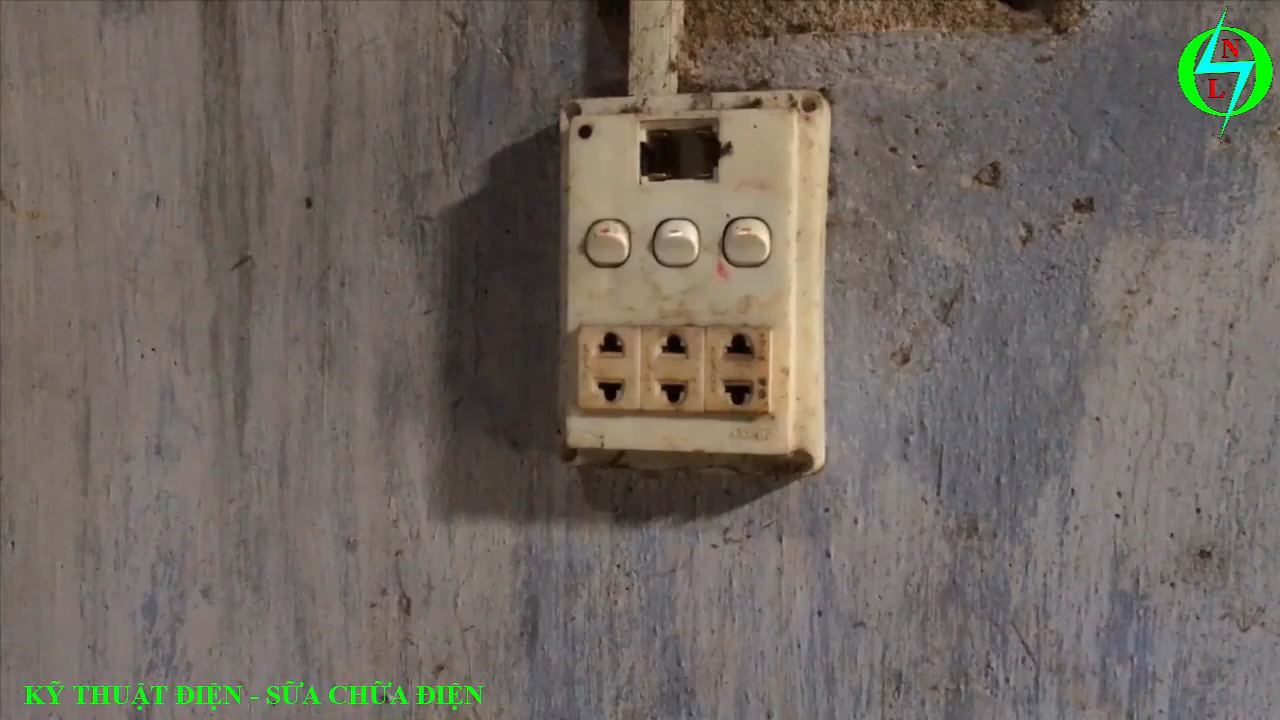 N
L
KỸ THUẬT ĐIỆN - SỮA CHỮA ĐIỆN